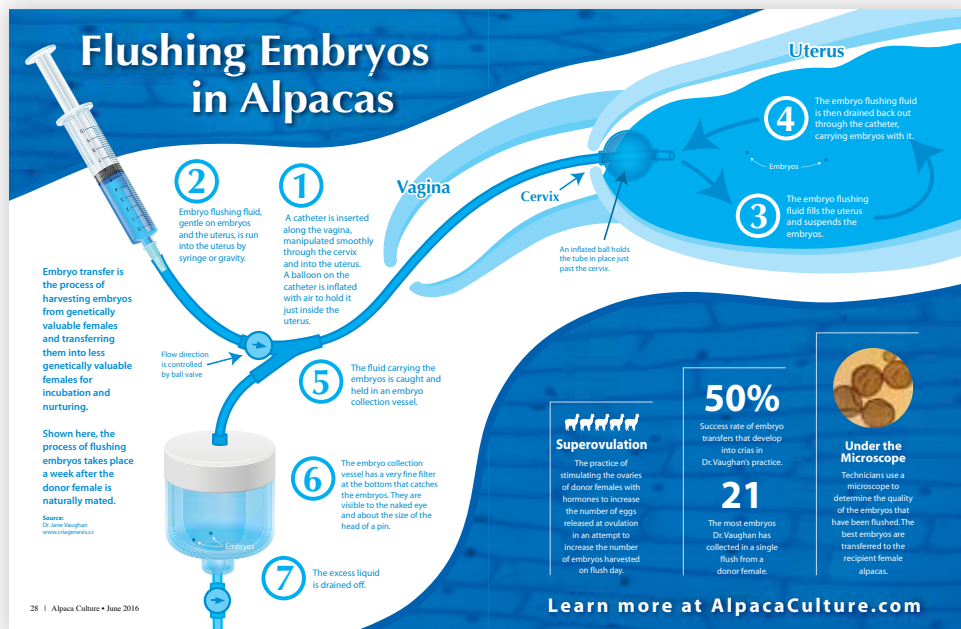 Flushing Embryos
in Alpacas
Uterus
Vagina
Cervix
1
A catheter is inserted
along the vagina,
manipulated smoothly
through the cervix
and into the uterus.
A balloon on the
catheter is inflated
with air to hold it
just inside the
uterus.
2
Embryo flushing fluid,
gentle on embryos
and the uterus, is run
into the uterus by
syringe or gravity.
3
The embryo flushing
fluid fills the uterus
and suspends the
embryos.
4
The embryo flushing fluid
is then drained back out
through the catheter,
carrying embryos with it.
Embryos
An inflated ball holds
the tube in place just
past the cervix.
Embryo transfer is
the process of
harvesting embryos
from genetically
valuable females
and transferring
them into less
genetically valuable
females for
incubation and
nurturing.
Shown here, the
process of flushing
embryos takes place
a week after the
donor female is
naturally mated.
Source:
Dr. Jane Vaughan
www.criagenesis.cc
Flow direction
is controlled
by ball valve
5
The fluid carrying the
embryos is caught and
held in an embryo
collection vessel.
6
The embryo collection
vessel has a very fine filter
at the bottom that catches
the embryos. They are
visible to the naked eye
and about the size of the
head of a pin.
Embryos
7
The excess liquid
is drained off.
Superovulation
The practice of
stimulating the ovaries
of donor females with
hormones to increase
the number of eggs
released at ovulation
in an attempt to
increase the number
of embryos harvested
on flush day.
50%
Success rate of embryo
transfers that develop
into crias in
Dr. Vaughan's practice.
21
The most embryos
Dr. Vaughan has
collected in a single
flush from a
donor female.
Under the
Microscope
Technicians use a
microscope to
determine the quality
of the embryos that
have been flushed. The
best embryos are
transferred to the
recipient female
alpacas.
28 | Alpaca Culture • June 2016
Learn more at AlpacaCulture.com